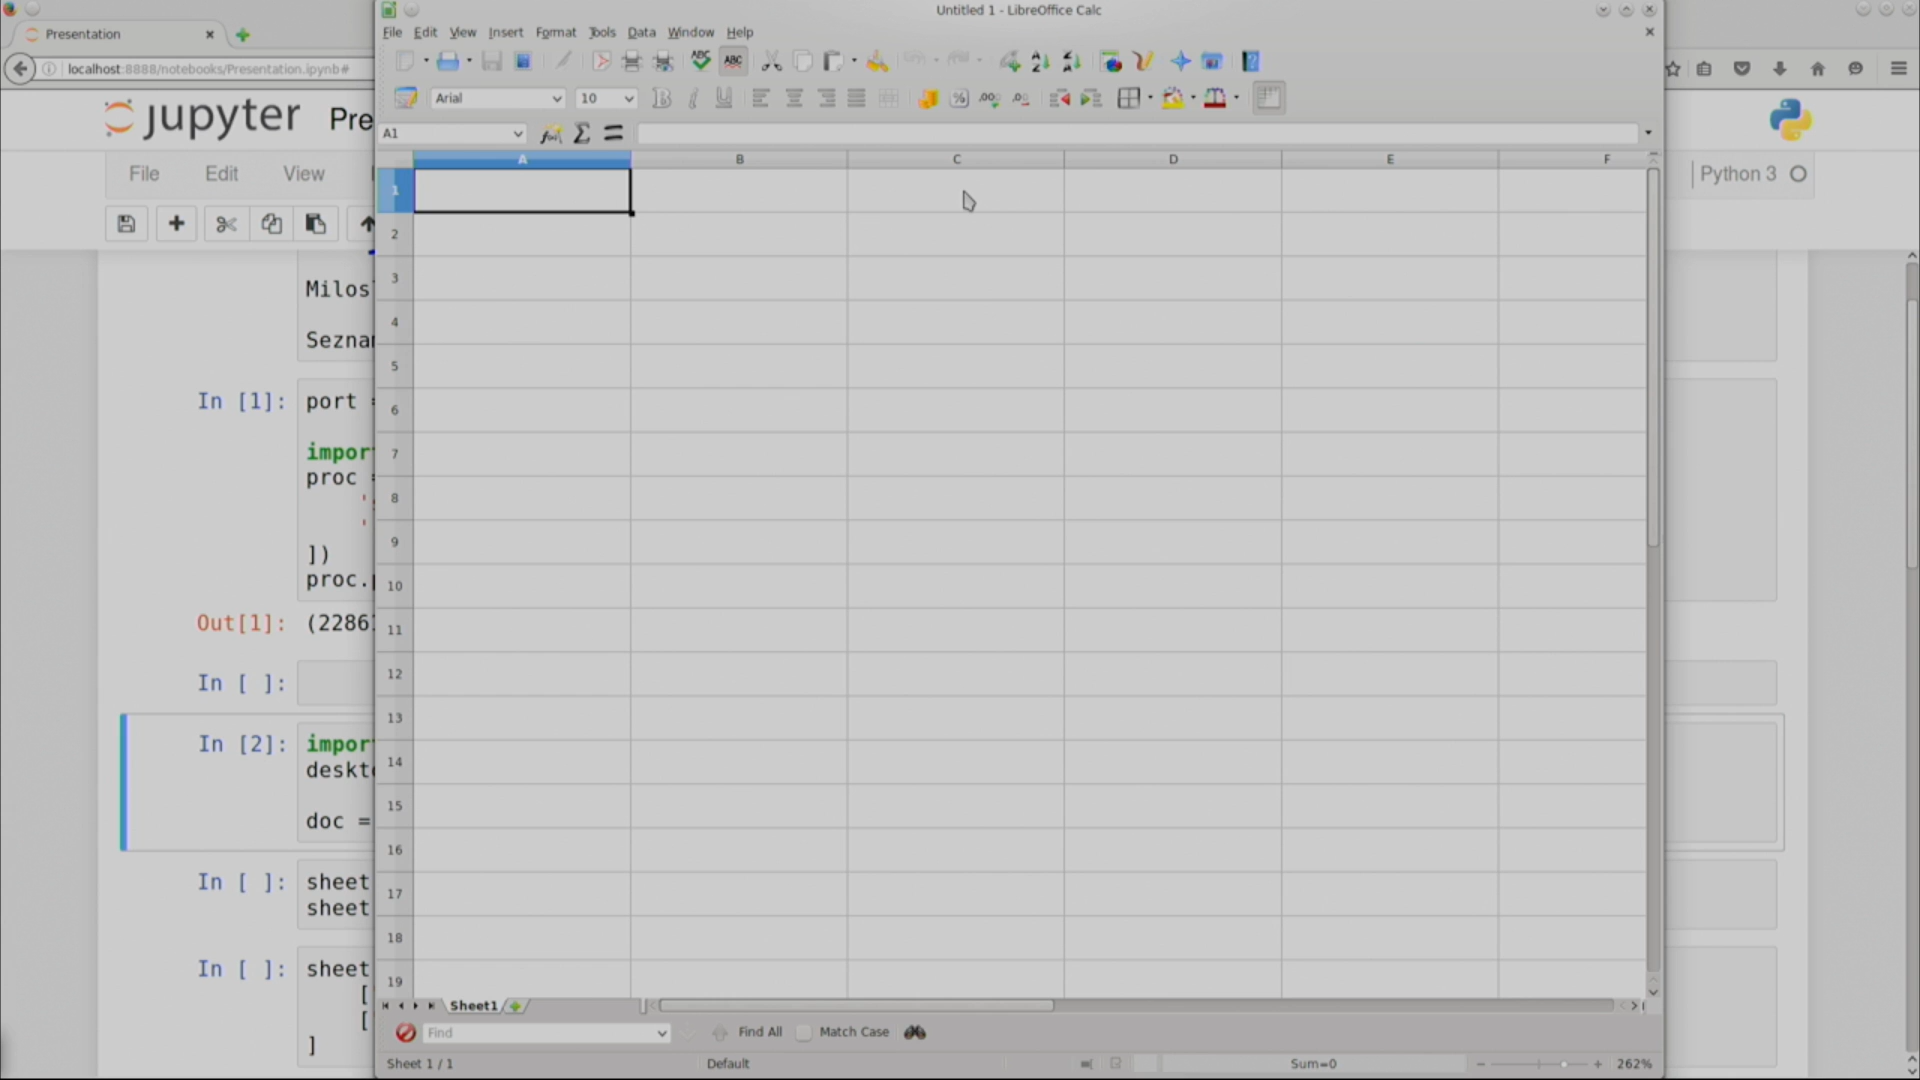 Untitled 1 - LibreOffice Calc
Presentation
File Edit View Insert Format Tools Data Window Help
localhost:8888/notebooks/Presentation.ipynb#
Arial 10
jupyter Pre
A1
A B C D E F
File Edit View
Python 3
1
2
3
Milos
4
Seznam
5
In [1]: port =
6
7
import
proc =
8
9
])
10
proc.
Out[1]: (2286
11
In [ ]:
12
13
In [2]: import
14
deskto
15
doc =
16
In [ ]: sheet
17
sheet
18
In [ ]: sheet
19
[
[
]
Sheet1
Find Find All Match Case
Sheet 1 / 1 Default Sum=0 262%